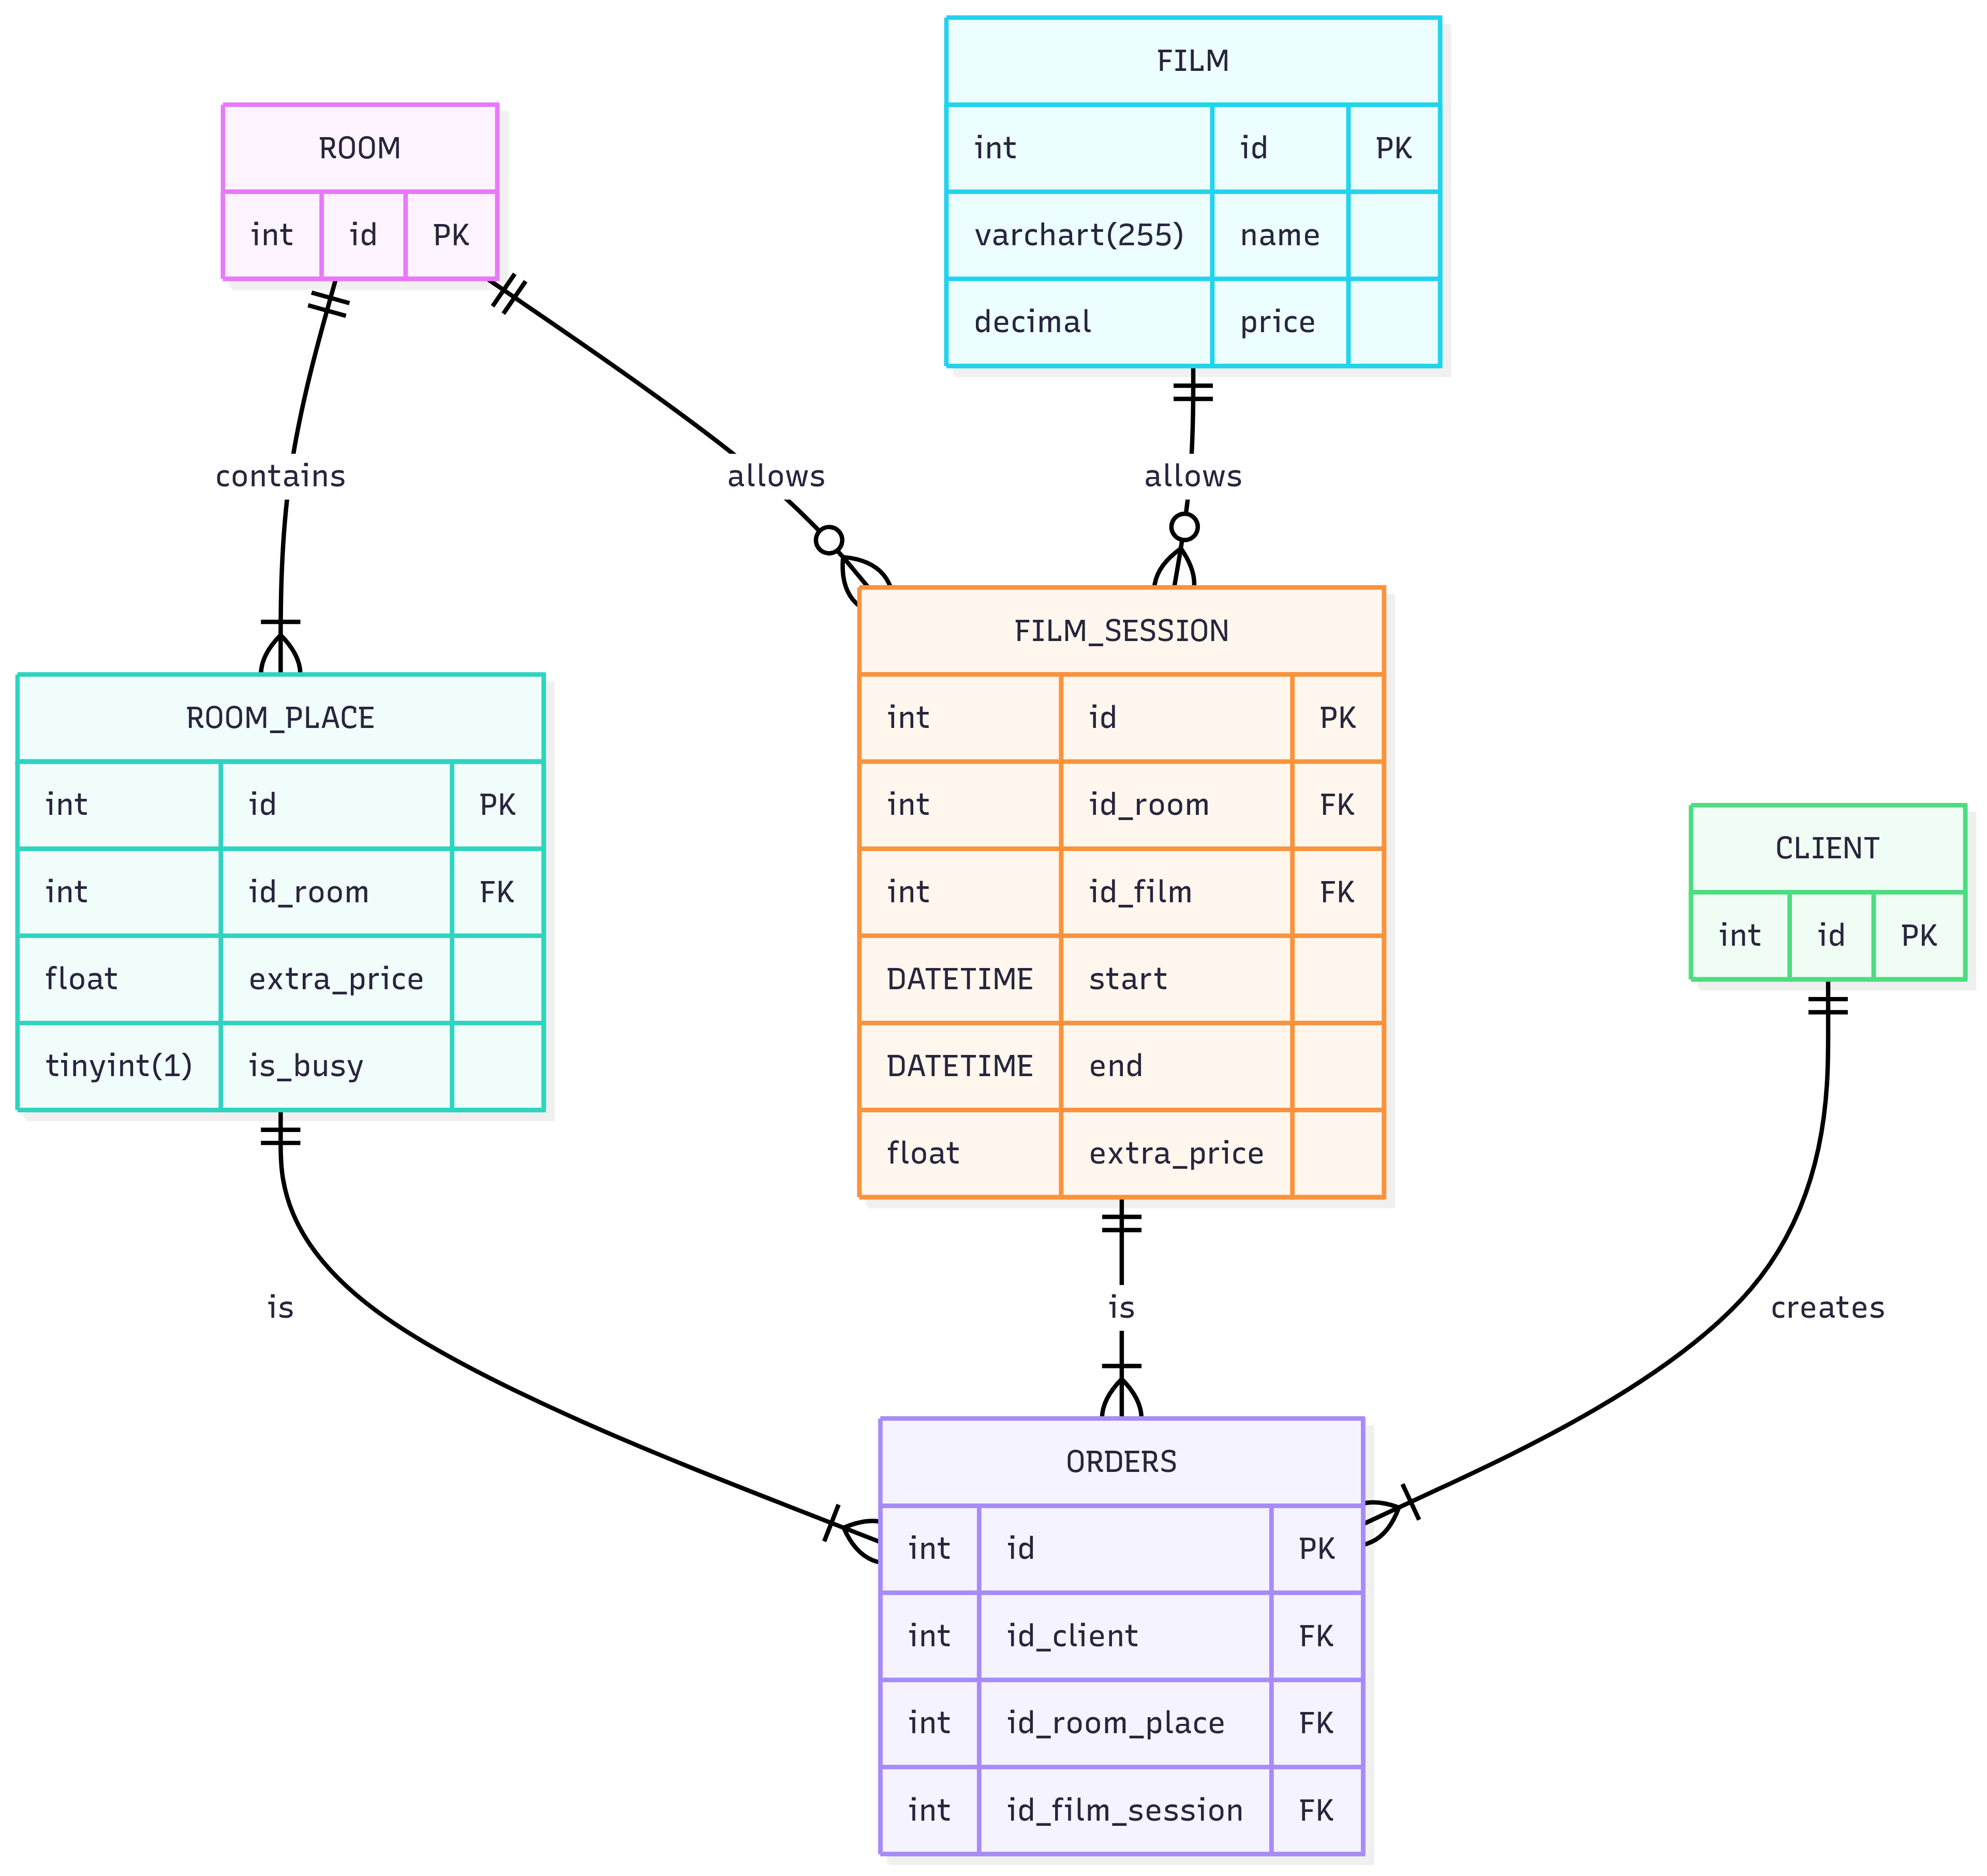 FILM
int id PK
varchart(255) name
decimal price
ROOM
int id PK
contains
allows
allows
FILM_SESSION
int id PK
int id_room FK
int id_film FK
DATETIME start
DATETIME end
float extra_price
ROOM_PLACE
int id PK
int id_room FK
float extra_price
tinyint(1) is_busy
CLIENT
int id PK
is
is
creates
ORDERS
int id PK
int id_client FK
int id_room_place FK
int id_film_session FK